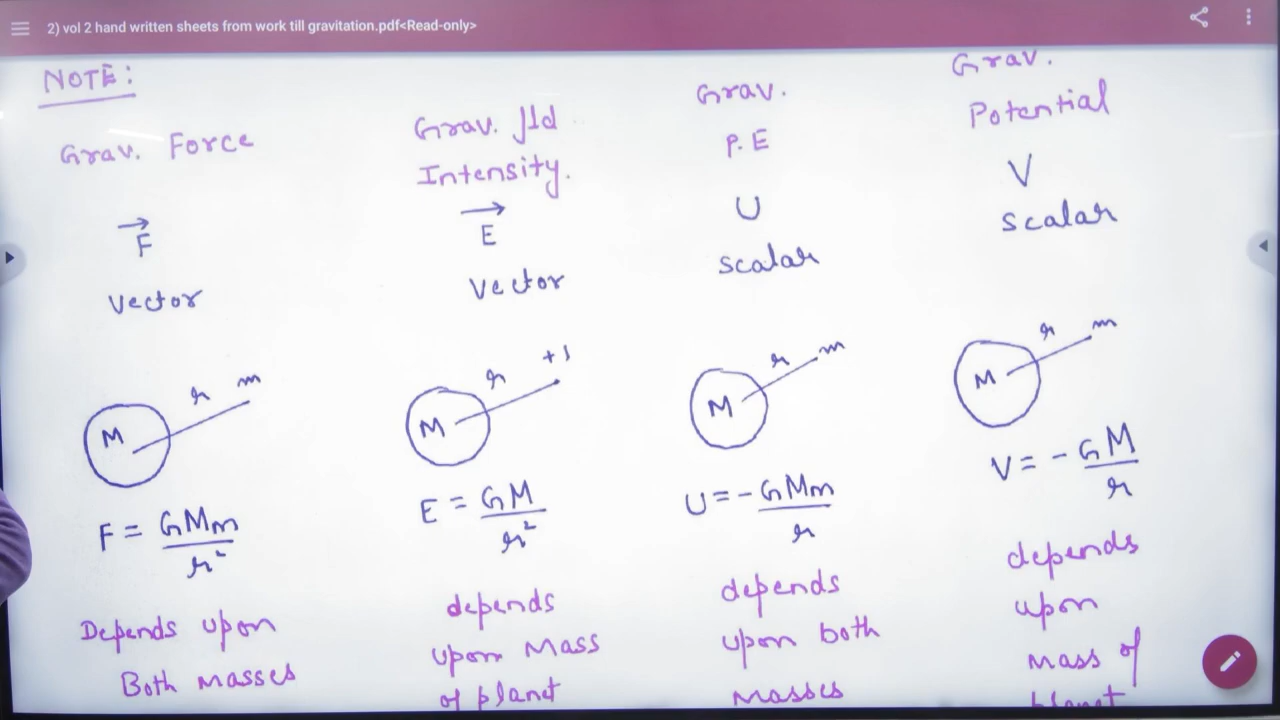 2) vol 2 hand written sheets from work till gravitation.pdf<Read-only>
NOTE:
Grav. Force
F
vector
M
r
m
F = GMm
r²
Depends upon
Both masses
Grav. fld
Intensity.
E
vector
M
r
+1
E = GM
r²
depends
upon mass
of planet
Grav.
P.E
U
scalar
M
r
m
U = - GMm
r
depends
upon both
masses
Grav.
Potential
V
scalar
M
r
m
V = - GM
r
depends
upon
mass of
planet